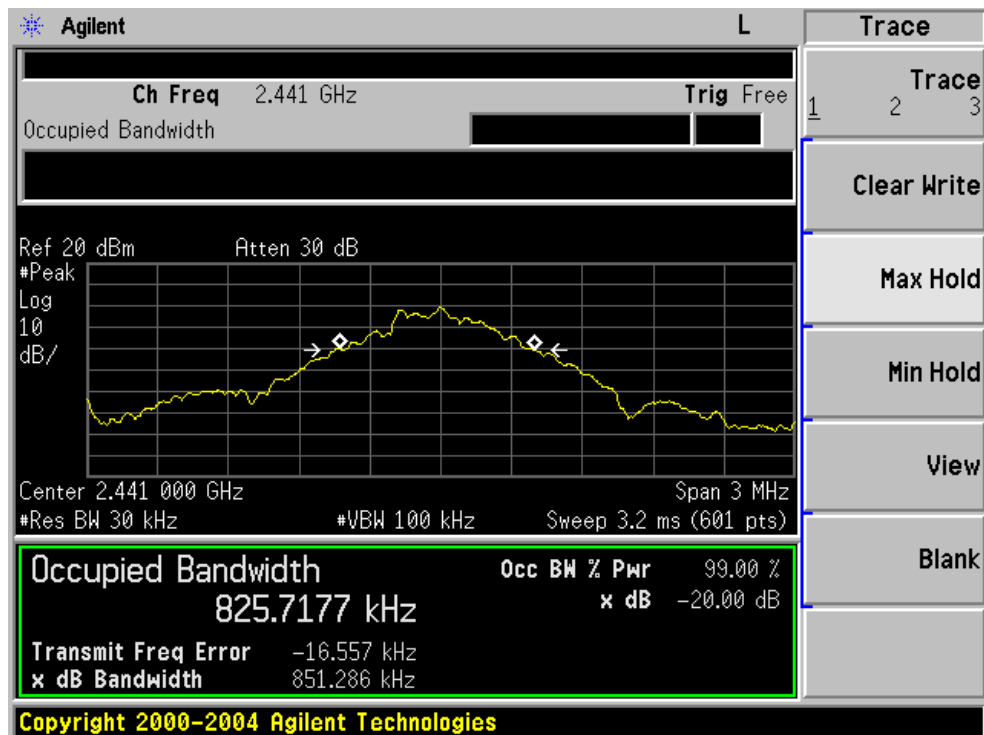 Agilent L Trace
Ch Freq 2.441 GHz Trig Free
Occupied Bandwidth
Trace
1 2 3
Clear Write
Max Hold
Min Hold
View
Blank
Ref 20 dBm Atten 30 dB
#Peak
Log
10
dB/
Center 2.441 000 GHz Span 3 MHz
#Res BW 30 kHz #VBW 100 kHz Sweep 3.2 ms (601 pts)
Occupied Bandwidth Occ BW % Pwr 99.00 %
825.7177 kHz x dB -20.00 dB
Transmit Freq Error -16.557 kHz
x dB Bandwidth 851.286 kHz
Copyright 2000-2004 Agilent Technologies